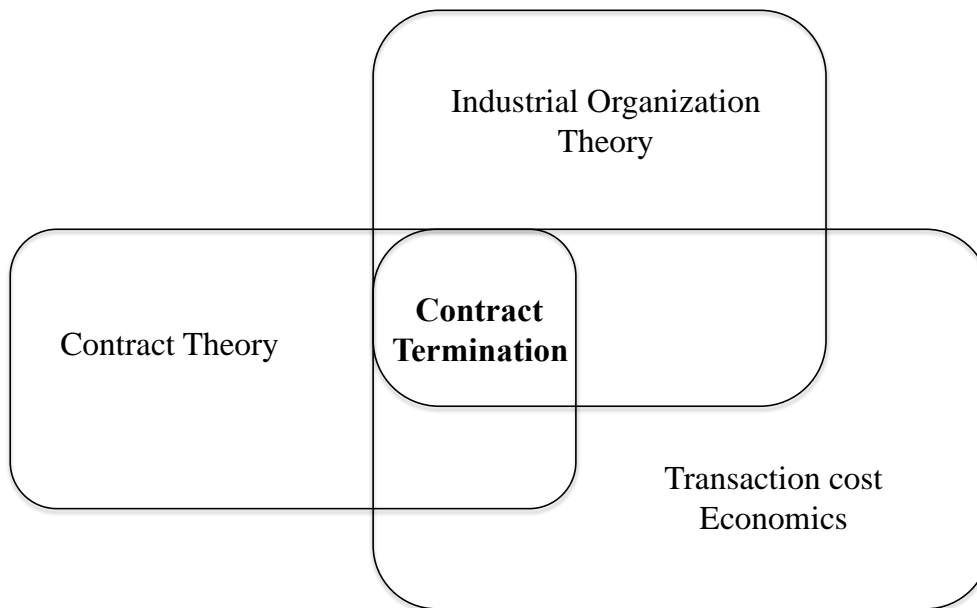 Industrial Organization
Theory
Contract
Termination
Contract Theory
Transaction cost
Economics